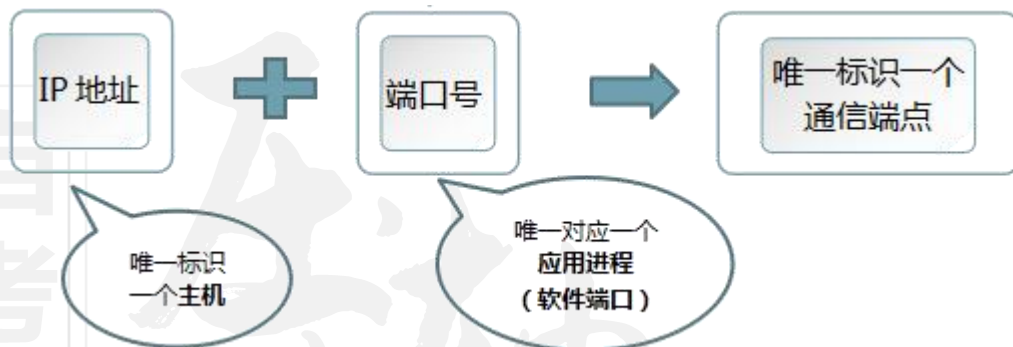 IP 地址
端口号
唯一标识一个
通信端点
唯一标识
一个主机
唯一对应一个
应用进程
（软件端口）